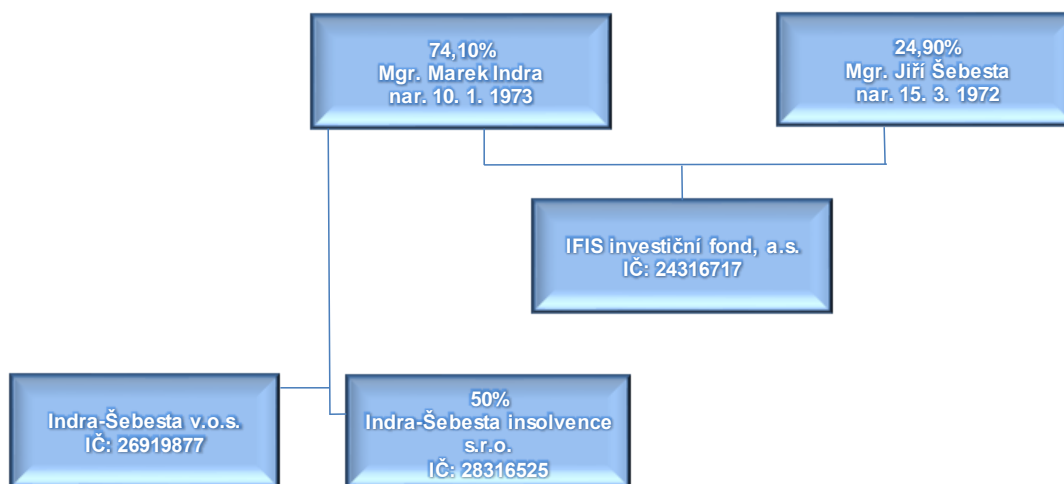 74,10%
Mgr. Marek Indra
nar. 10. 1. 1973
24,90%
Mgr. Jiří Šebesta
nar. 15. 3. 1972
IFIS investiční fond, a.s.
IČ: 24316717
Indra-Šebesta v.o.s.
IČ: 26919877
50%
Indra-Šebesta insolvence
s.r.o.
IČ: 28316525